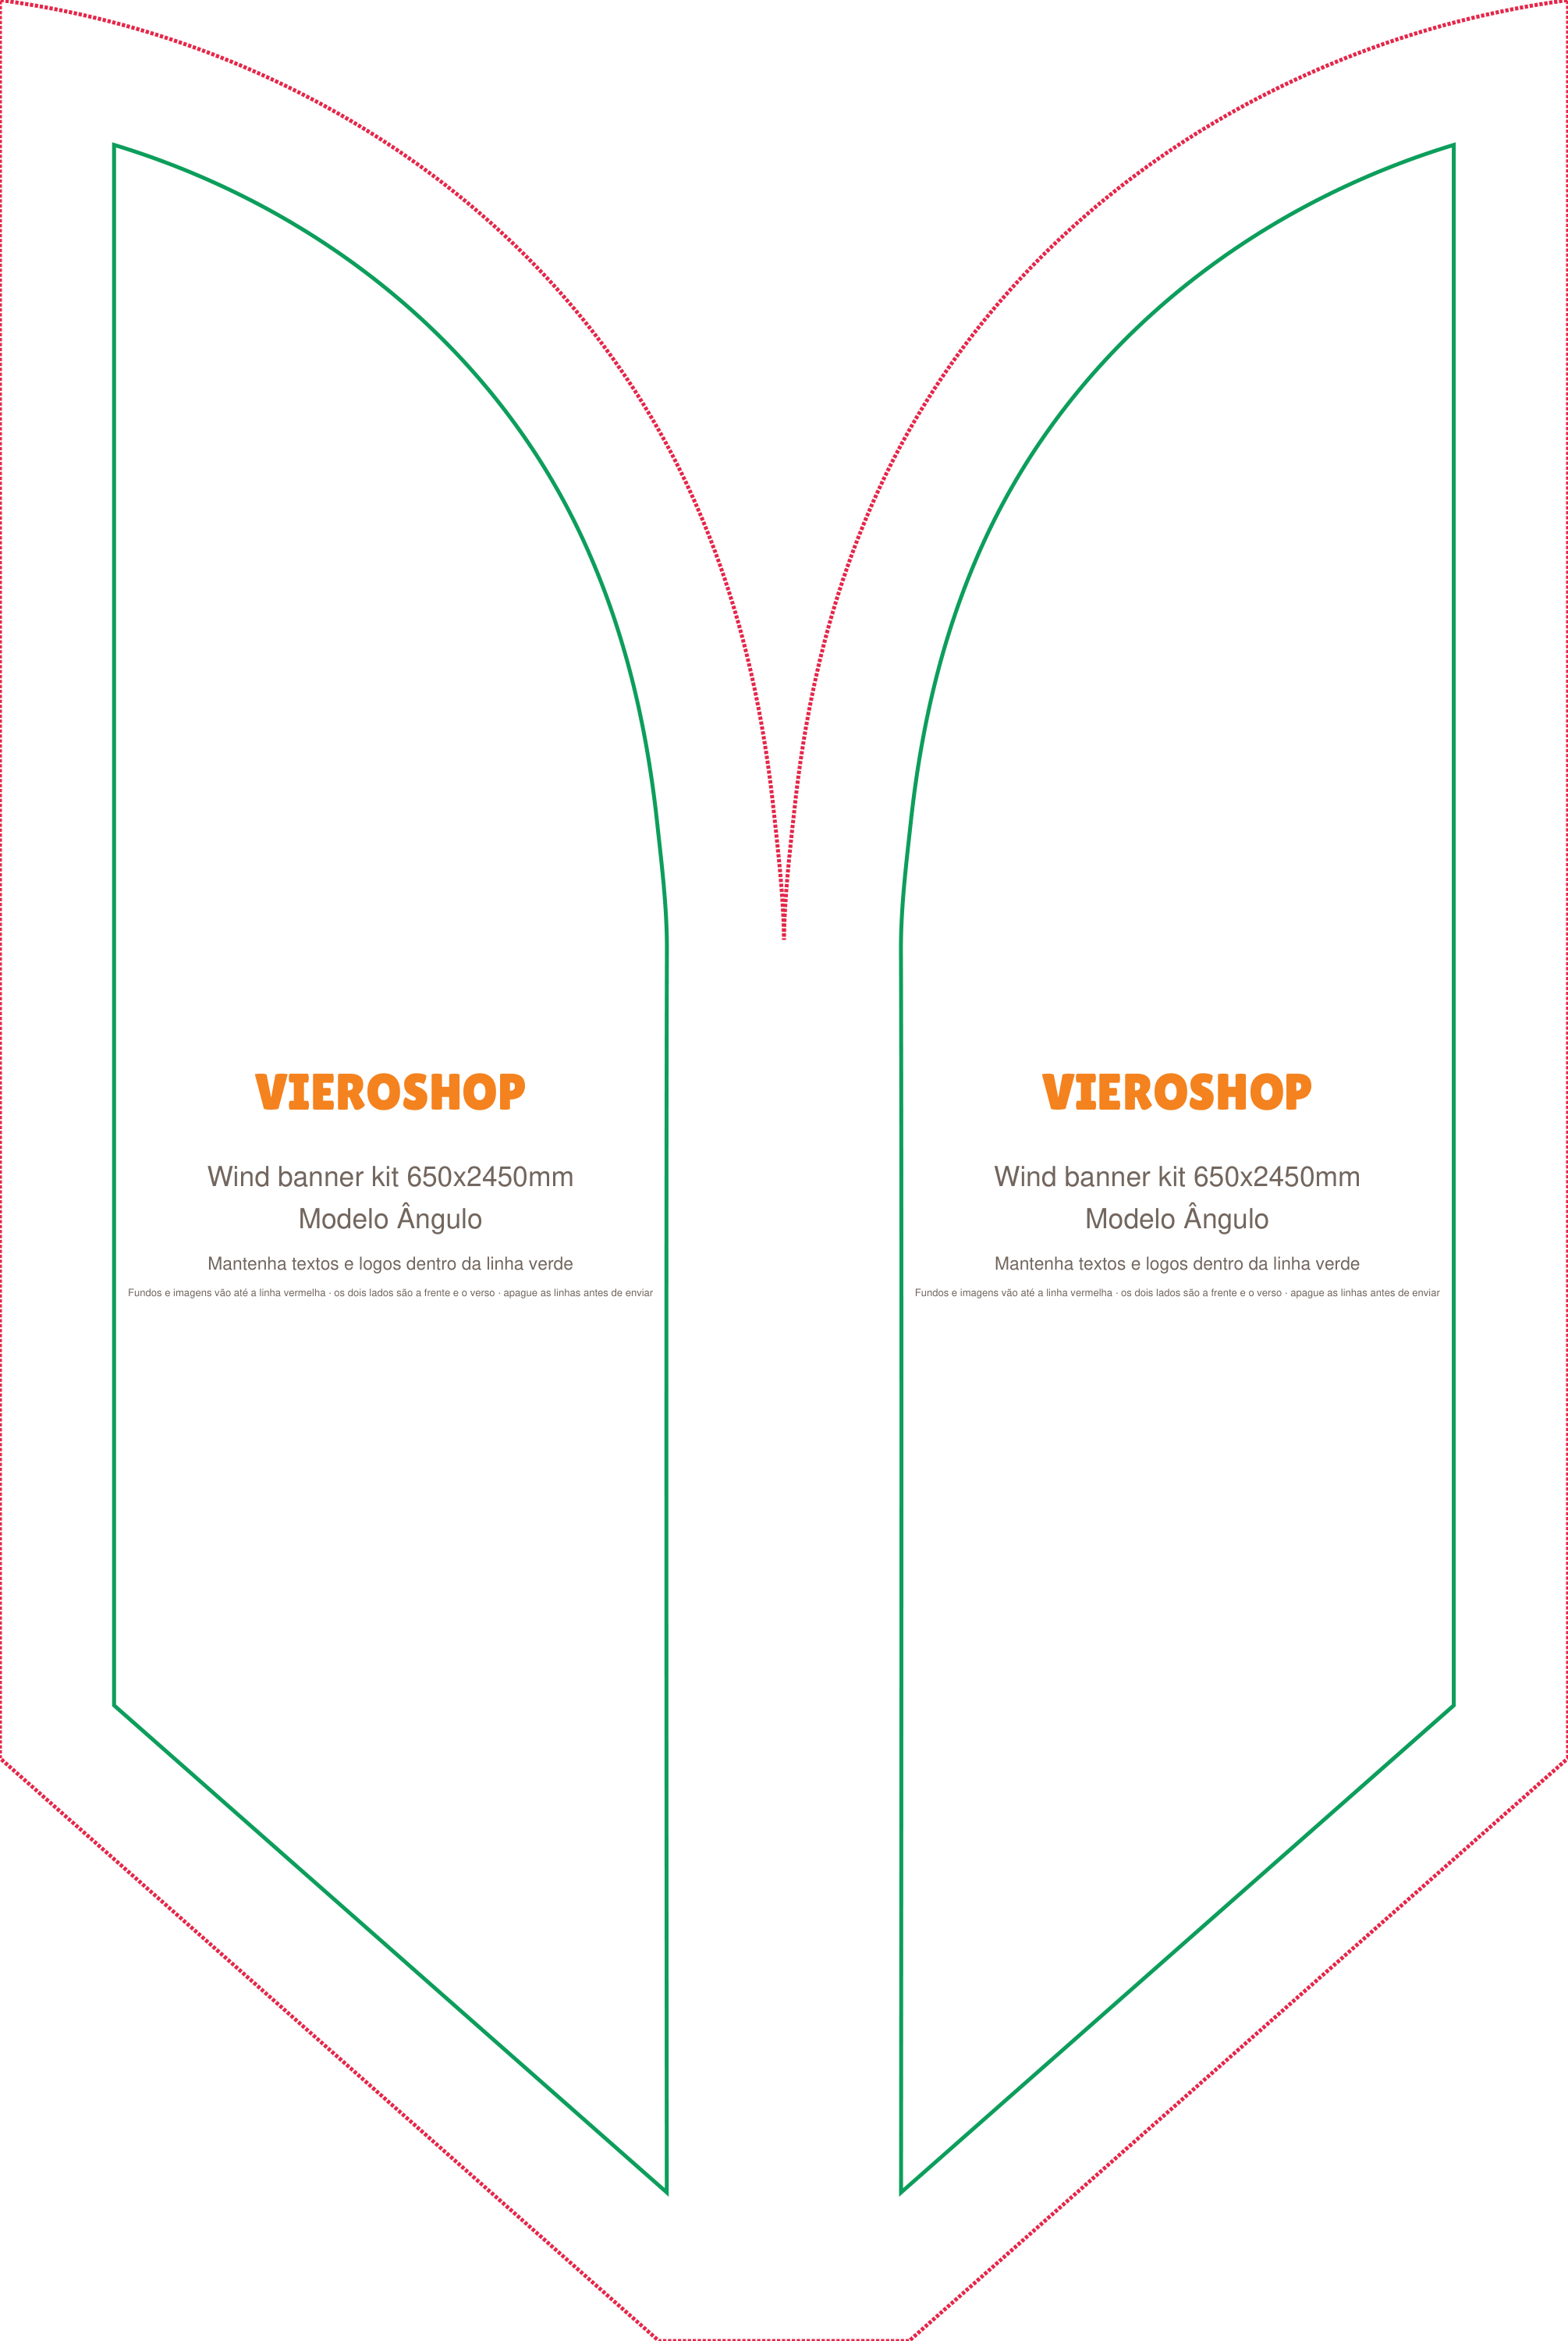 VIEROSHOP
Wind banner kit 650x2450mm
Modelo Ângulo
Mantenha textos e logos dentro da linha verde
Fundos e imagens vão até a linha vermelha · os dois lados são a frente e o verso · apague as linhas antes de enviar
VIEROSHOP
Wind banner kit 650x2450mm
Modelo Ângulo
Mantenha textos e logos dentro da linha verde
Fundos e imagens vão até a linha vermelha · os dois lados são a frente e o verso · apague as linhas antes de enviar